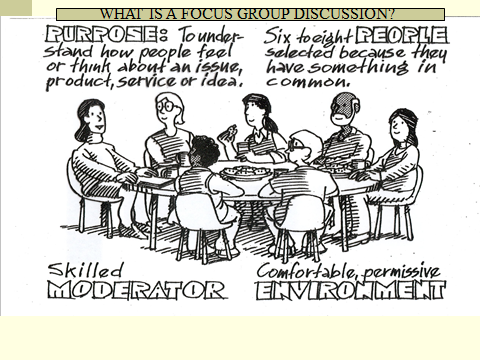 WHAT IS A FOCUS GROUP DISCUSSION?
PURPOSE: To under-
stand how people feel
or think about an issue,
product, service or idea.
Six to eight PEOPLE
selected because they
have something in
common.
Skilled
MODERATOR
Comfortable, permissive
ENVIRONMENT